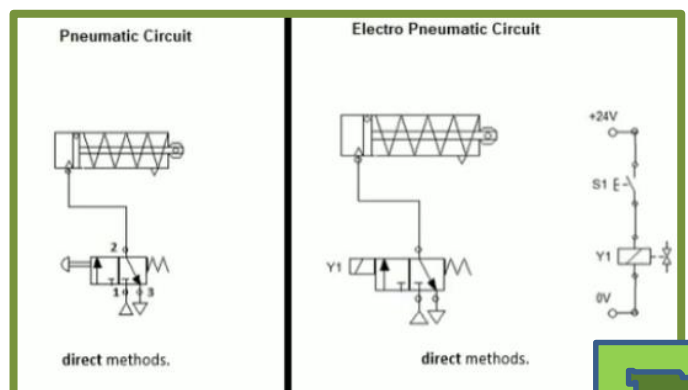 Pneumatic Circuit
2
1
3
direct methods.
Electro Pneumatic Circuit
Y1
direct methods.
+24V
S1
Y1
0V